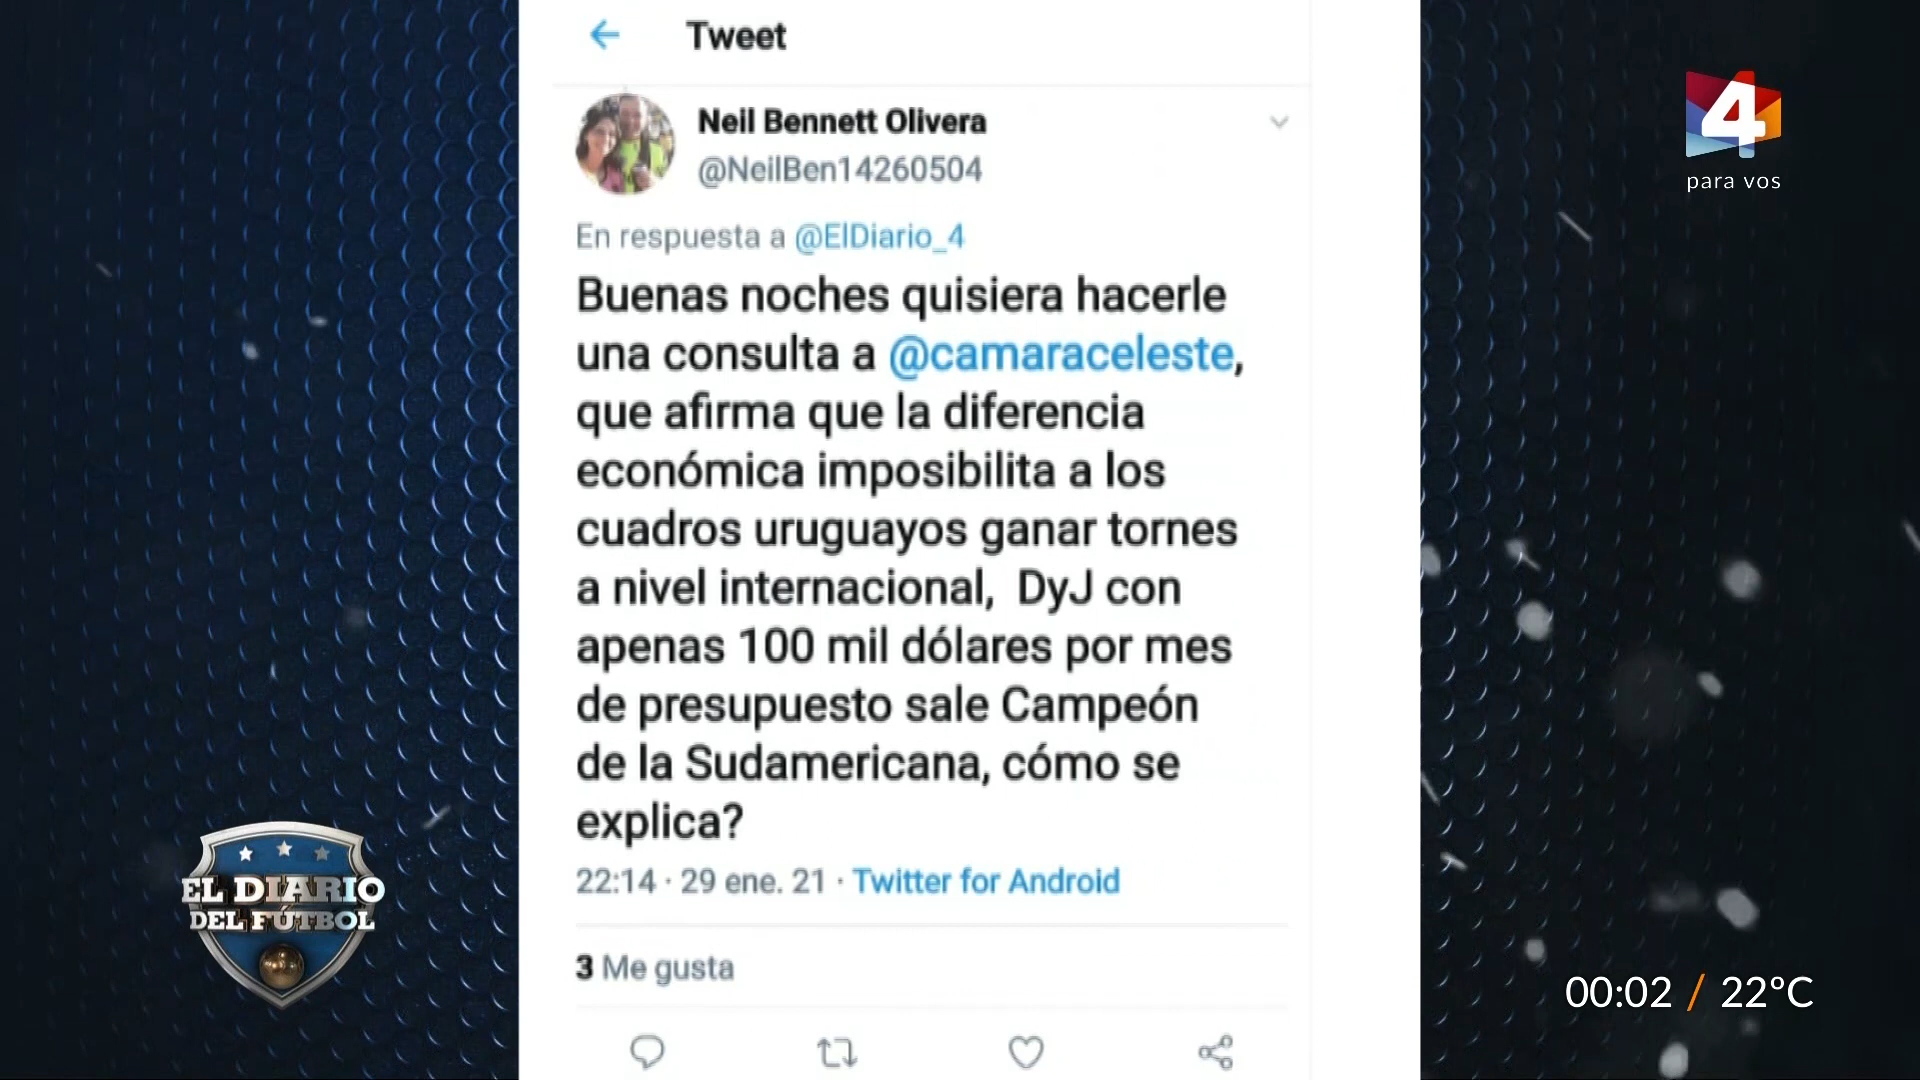 Tweet
Neil Bennett Olivera
@NeilBen14260504
En respuesta a @ElDiario_4
Buenas noches quisiera hacerle
una consulta a @camaraceleste,
que afirma que la diferencia
económica imposibilita a los
cuadros uruguayos ganar tornes
a nivel internacional, DyJ con
apenas 100 mil dólares por mes
de presupuesto sale Campeón
de la Sudamericana, cómo se
explica?
22:14 · 29 ene. 21 · Twitter for Android
3 Me gusta
4
para vos
EL DIARIO
DEL FÚTBOL
00:02 / 22°C